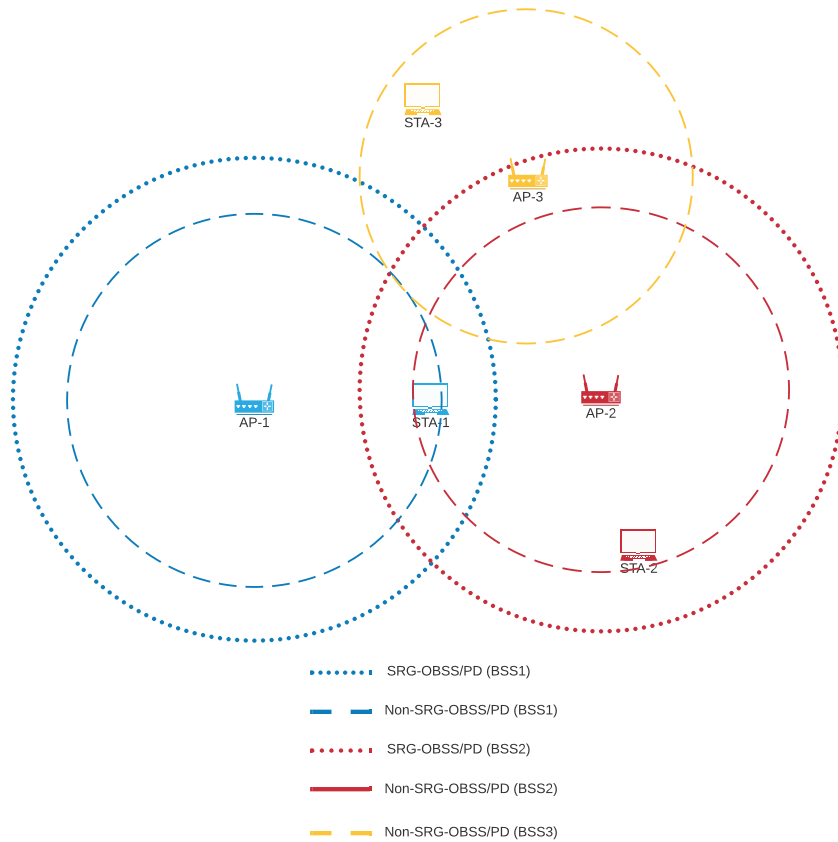 STA-3
AP-3
AP-1
STA-1
AP-2
STA-2
SRG-OBSS/PD (BSS1)
Non-SRG-OBSS/PD (BSS1)
SRG-OBSS/PD (BSS2)
Non-SRG-OBSS/PD (BSS2)
Non-SRG-OBSS/PD (BSS3)